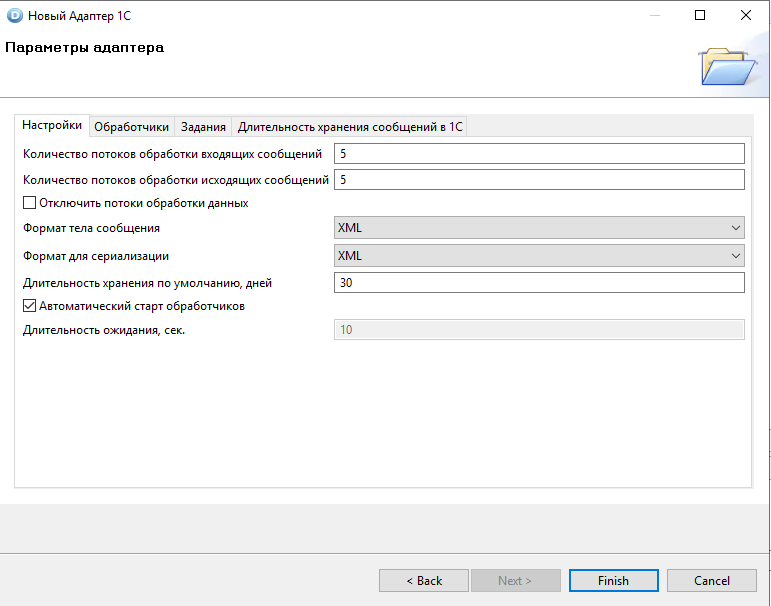 D Новый Адаптер 1С
Параметры адаптера
Настройки Обработчики Задания Длительность хранения сообщений в 1С
Количество потоков обработки входящих сообщений 5
Количество потоков обработки исходящих сообщений 5
Отключить потоки обработки данных
Формат тела сообщения XML
Формат для сериализации XML
Длительность хранения по умолчанию, дней 30
Автоматический старт обработчиков
Длительность ожидания, сек. 10
< Back Next > Finish Cancel